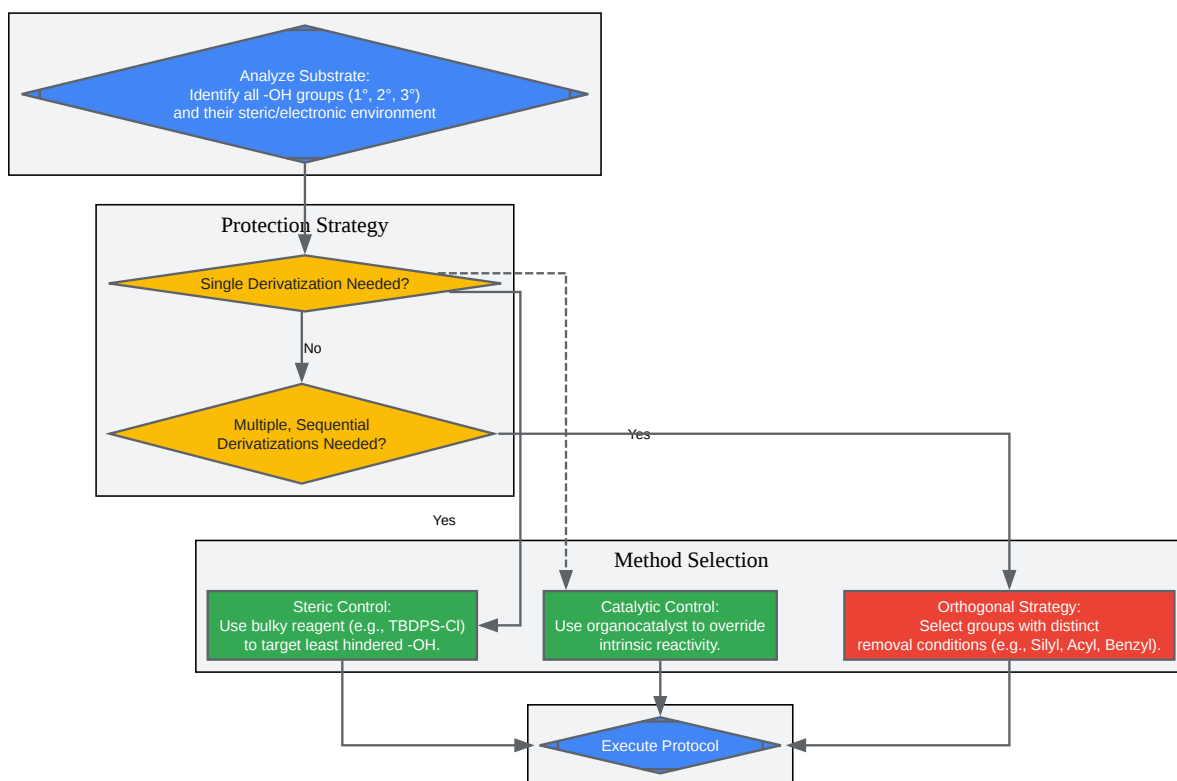 Analyze Substrate:
Identify all -OH groups (1°, 2°, 3°)
and their steric/electronic environment
Protection Strategy
Single Derivatization Needed?
No
Multiple, Sequential
Derivatizations Needed?
Yes
Yes
Method Selection
Steric Control:
Use bulky reagent (e.g., TBDPS-Cl)
to target least hindered -OH.
Catalytic Control:
Use organocatalyst to override
intrinsic reactivity.
Orthogonal Strategy:
Select groups with distinct
removal conditions (e.g., Silyl, Acyl, Benzyl).
Execute Protocol